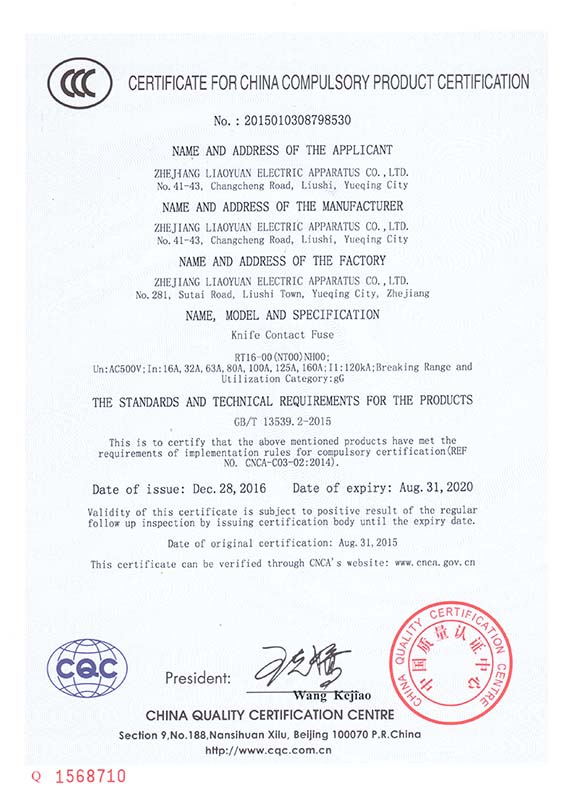 CCC
CERTIFICATE FOR CHINA COMPULSORY PRODUCT CERTIFICATION
No. : 2015010308798530
NAME AND ADDRESS OF THE APPLICANT
ZHEJIANG LIAOYUAN ELECTRIC APPARATUS CO.,LTD.
No. 41-43, Changcheng Road, Liushi, Yueqing City
NAME AND ADDRESS OF THE MANUFACTURER
ZHEJIANG LIAOYUAN ELECTRIC APPARATUS CO.,LTD.
No. 41-43, Changcheng Road, Liushi, Yueqing City
NAME AND ADDRESS OF THE FACTORY
ZHEJIANG LIAOYUAN ELECTRIC APPARATUS CO.,LTD.
No. 281, Sutai Road, Liushi Town, Yueqing City, Zhejiang
NAME, MODEL AND SPECIFICATION
Knife Contact Fuse
RT16-00(NT00)NH00;
Un:AC500V;In:16A, 32A, 63A, 80A, 100A, 125A, 160A;I1:120kA;Breaking Range and
Utilization Category:gG
THE STANDARDS AND TECHNICAL REQUIREMENTS FOR THE PRODUCTS
GB/T 13539.2-2015
This is to certify that the above mentioned products have met the
requirements of implementation rules for compulsory certification(REF
NO. CNCA-C03-02:2014).
Date of issue: Dec. 28, 2016 Date of expiry: Aug. 31, 2020
Validity of this certificate is subject to positive result of the regular
follow up inspection by issuing certification body until the expiry date.
Date of original certification: Aug. 31, 2015
This certificate can be verified through CNCA's website: www.cnca.gov.cn
CQC
President:
王克娇
Wang Kejiao
CHINA QUALITY CERTIFICATION CENTRE
中国质量认证中心
CHINA QUALITY CERTIFICATION CENTRE
Section 9, No.188, Nansihuan Xilu, Beijing 100070 P.R.China
http://www.cqc.com.cn
Q 1568710